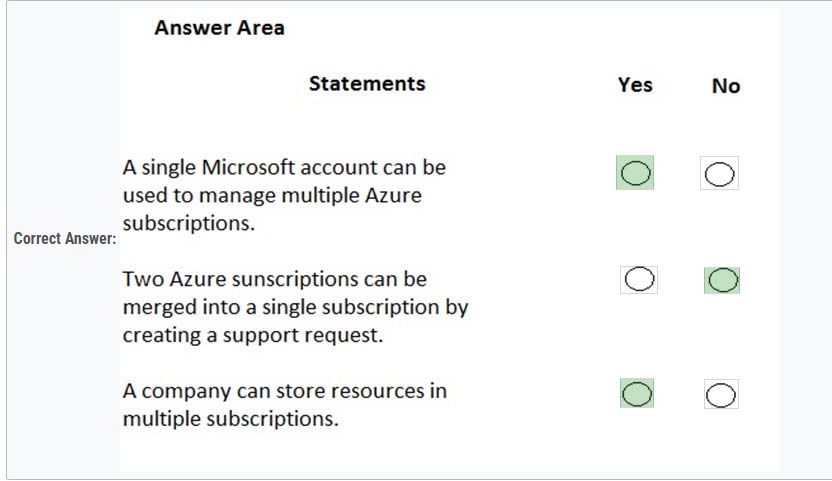 Answer Area
Statements Yes No
A single Microsoft account can be
used to manage multiple Azure
subscriptions.
Correct Answer:
Two Azure sunscriptions can be
merged into a single subscription by
creating a support request.
A company can store resources in
multiple subscriptions.